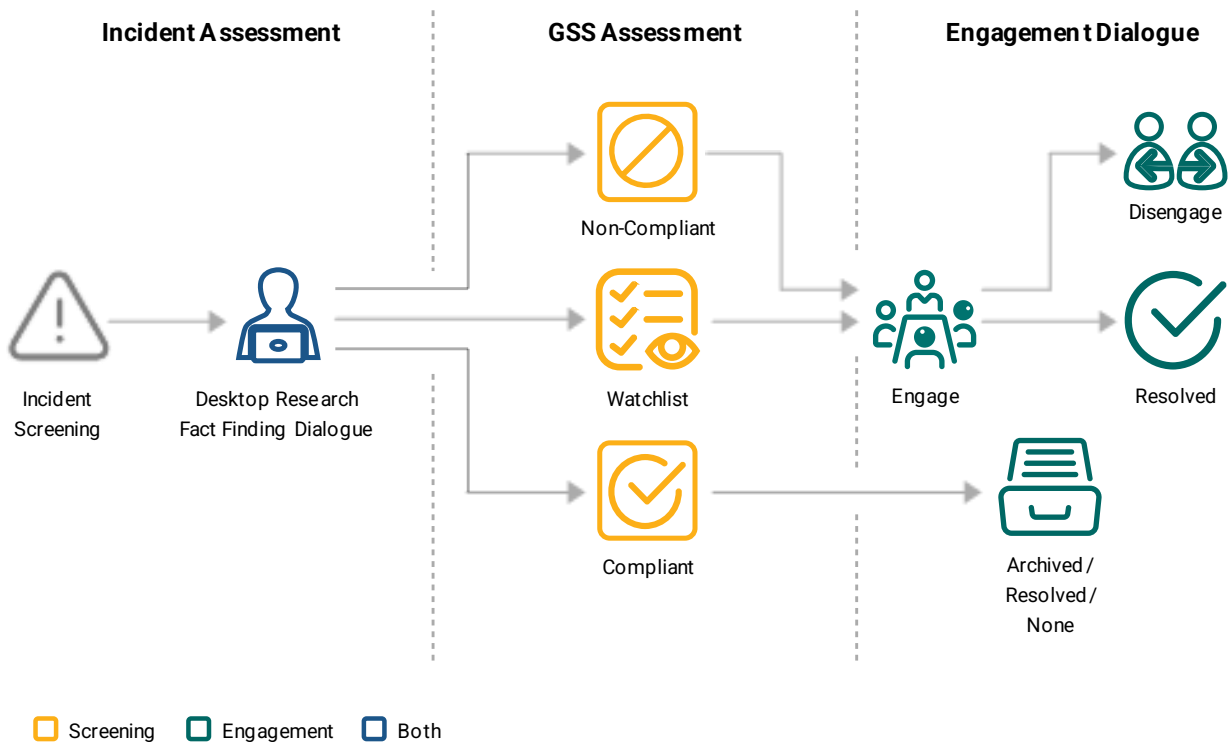 Incident Assessment
GSS Assessment
Engagement Dialogue
Non-Compliant
Disengage
Incident
Screening
Desktop Research
Fact Finding Dialogue
Watchlist
Engage
Resolved
Compliant
Archived/
Resolved/
None
Screening
Engagement
Both